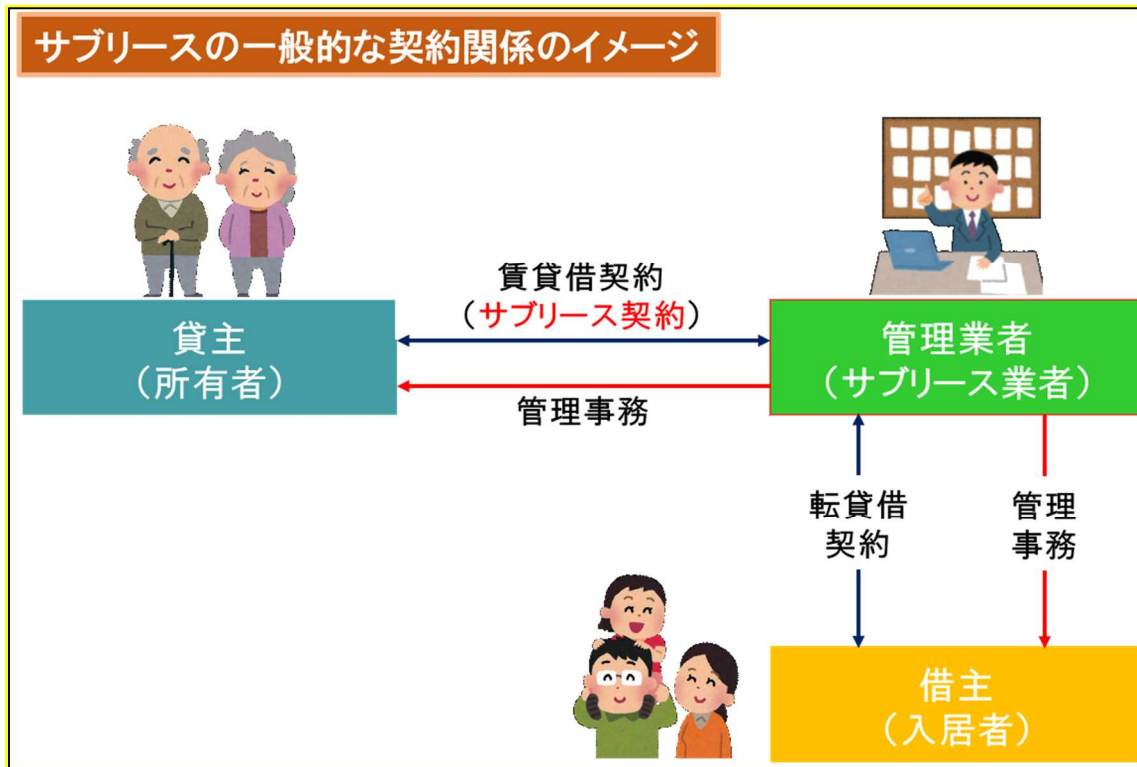 サブリースの一般的な契約関係のイメージ
賃貸借契約
（サブリース契約）
貸主
（所有者）
管理業者
（サブリース業者）
管理事務
転貸借
契約
管理
事務
借主
（入居者）